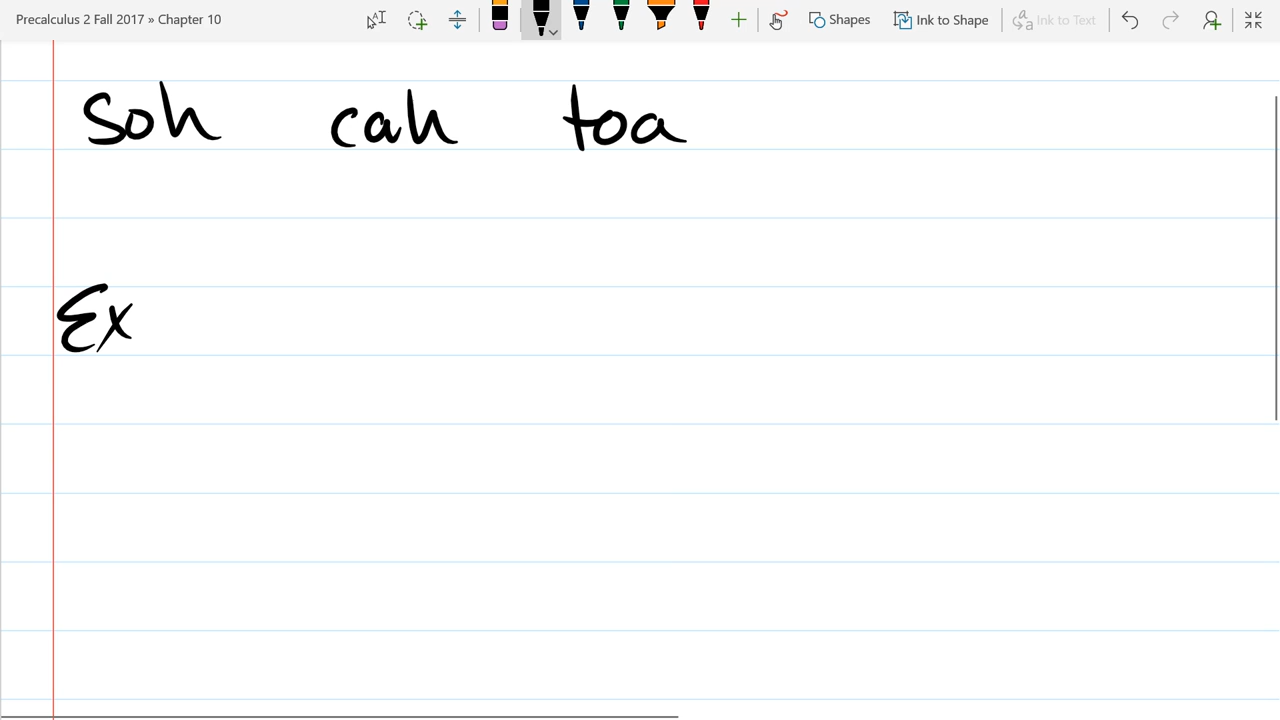 Precalculus 2 Fall 2017 » Chapter 10 Shapes Ink to Shape Ink to Text
soh cah toa
Ex